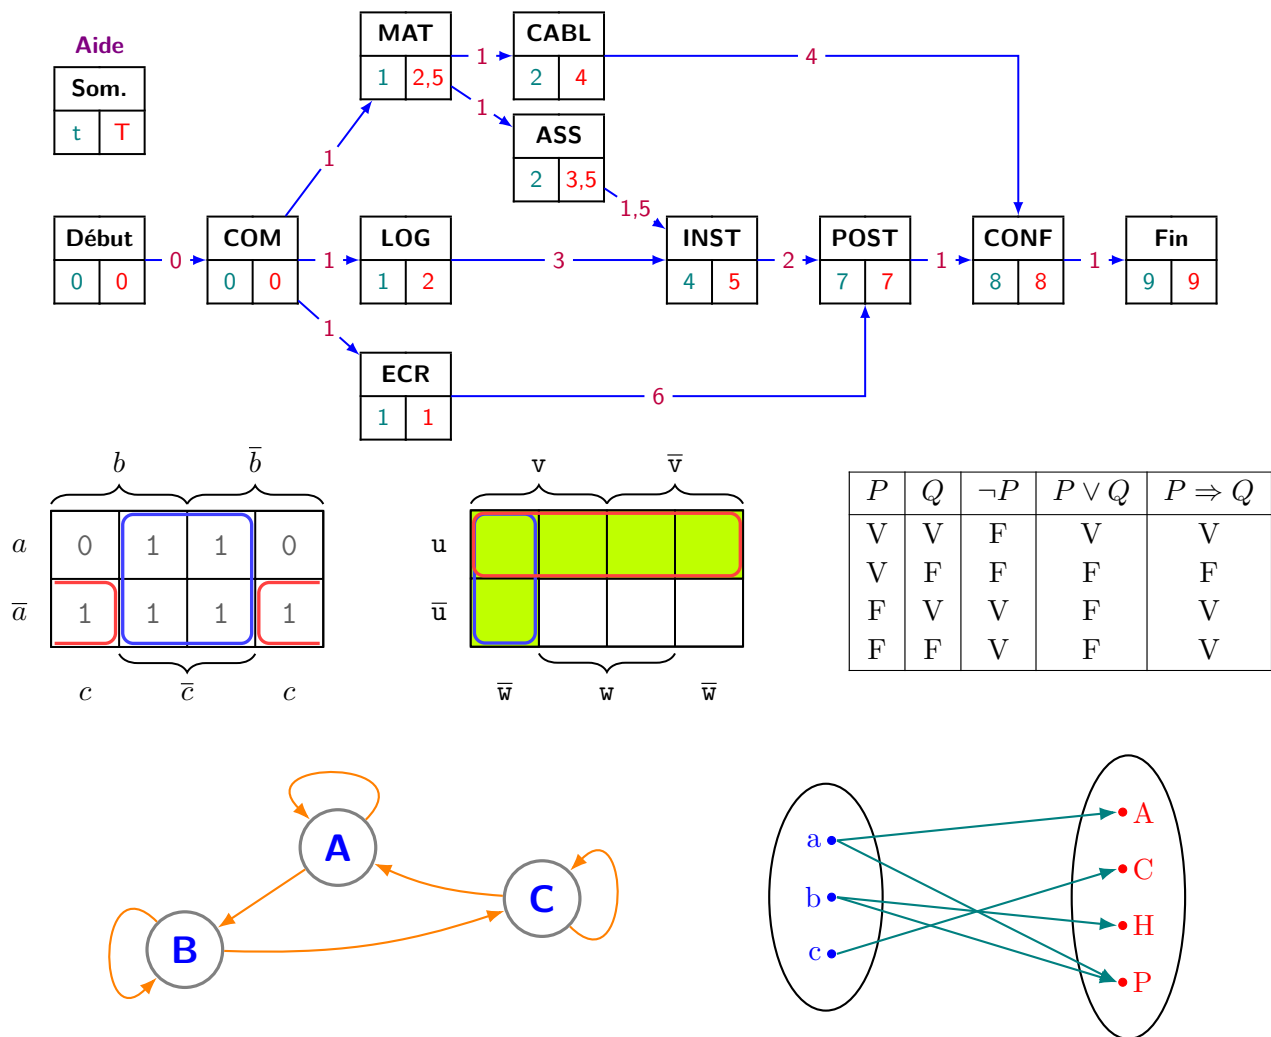 Aide
Som.
t T
MAT
1 2,5
1
CABL
2 4
4
1
ASS
2 3,5
1,5
1
Début
0 0
0
COM
0 0
1
LOG
1 2
3
INST
4 5
2
POST
7 7
1
CONF
8 8
1
Fin
9 9
1
ECR
1 1
6
b b̅
a 0 1 1 0
a̅ 1 1 1 1
c c̅ c
v v̅
u
u̅
w̅ w w̅
P Q ¬P P ∨ Q P ⇒ Q
V V F V V
V F F F F
F V V F V
F F V F V
A
B
C
a
b
c
A
C
H
P